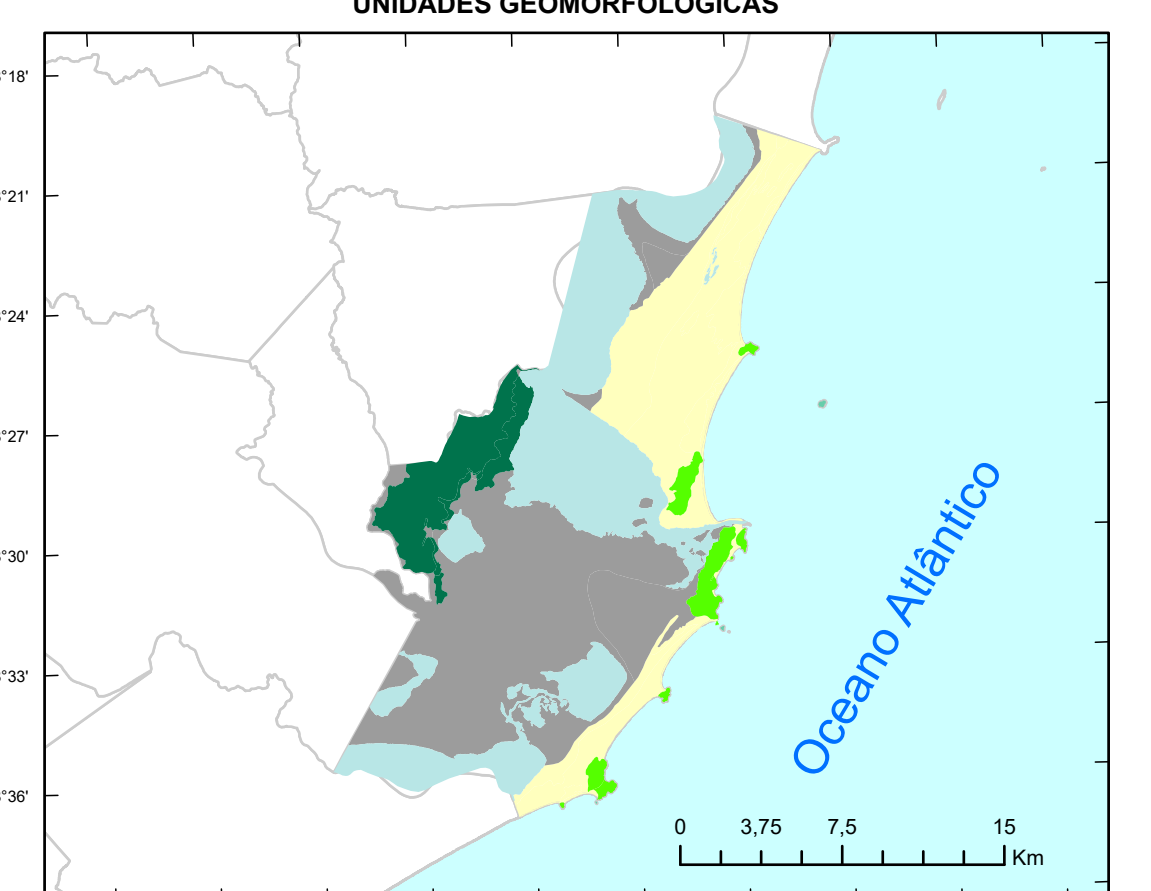 UNIDADES GEOMORFOLÓGICAS
°18'
°21'
°24'
°27'
°30'
°33'
°36'
Oceano Atlântico
0 3,75 7,5 15
Km